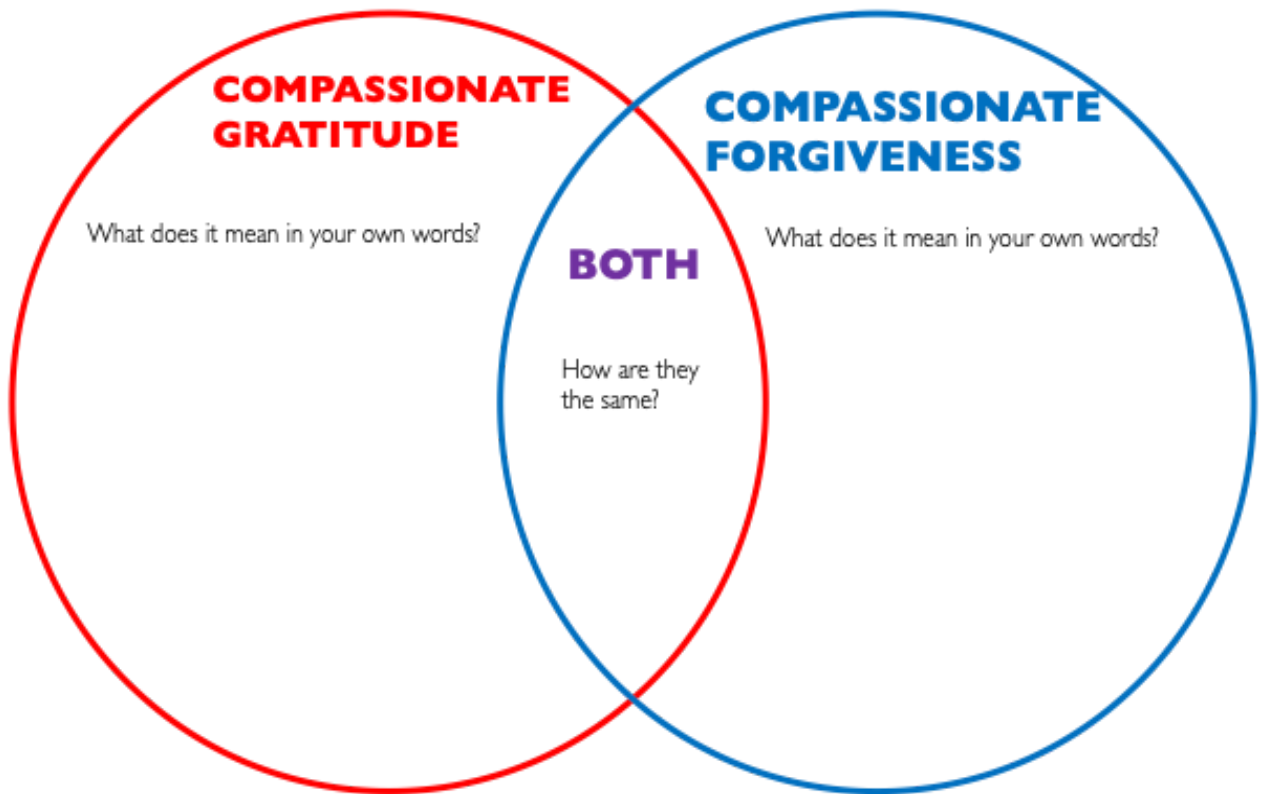 COMPASSIONATE
GRATITUDE
What does it mean in your own words?
BOTH
How are they
the same?
COMPASSIONATE
FORGIVENESS
What does it mean in your own words?